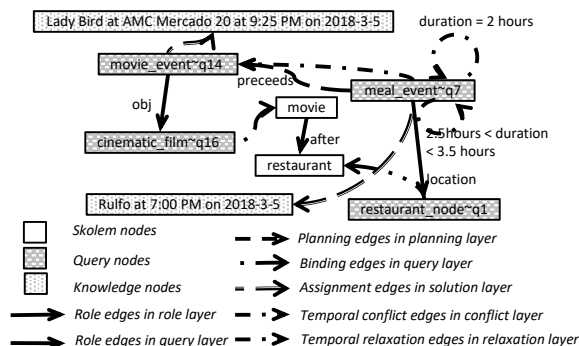 Lady Bird at AMC Mercado 20 at 9:25 PM on 2018-3-5
duration = 2 hours
movie_event~q14
preceeds
meal_event~q7
obj
movie
cinematic_film~q16
after
2.5hours < duration
< 3.5 hours
restaurant
location
Rulfo at 7:00 PM on 2018-3-5
restaurant_node~q1
Skolem nodes
Planning edges in planning layer
Query nodes
Binding edges in query layer
Knowledge nodes
Assignment edges in solution layer
Role edges in role layer
Temporal conflict edges in conflict layer
Role edges in query layer
Temporal relaxation edges in relaxation layer